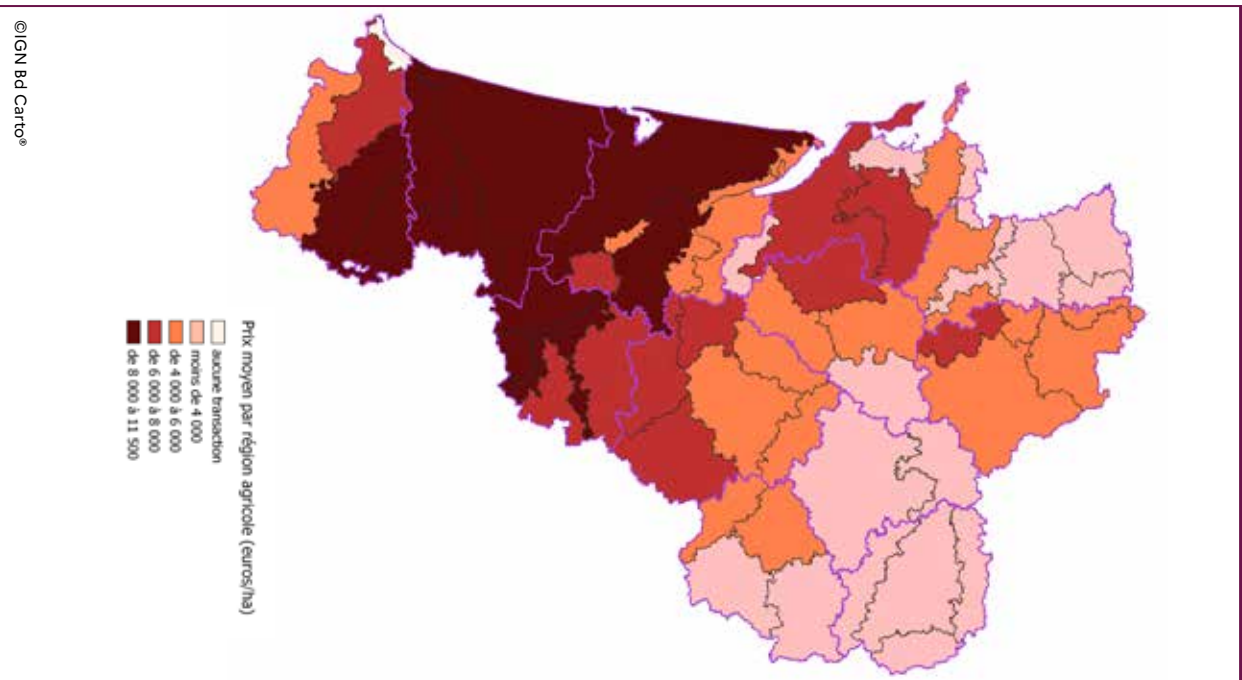 Prix moyen par région agricole (euros/ha)
aucune transaction
moins de 4 000
de 4 000 à 6 000
de 6 000 à 8 000
de 8 000 à 11 500
©IGN Bd Carto®